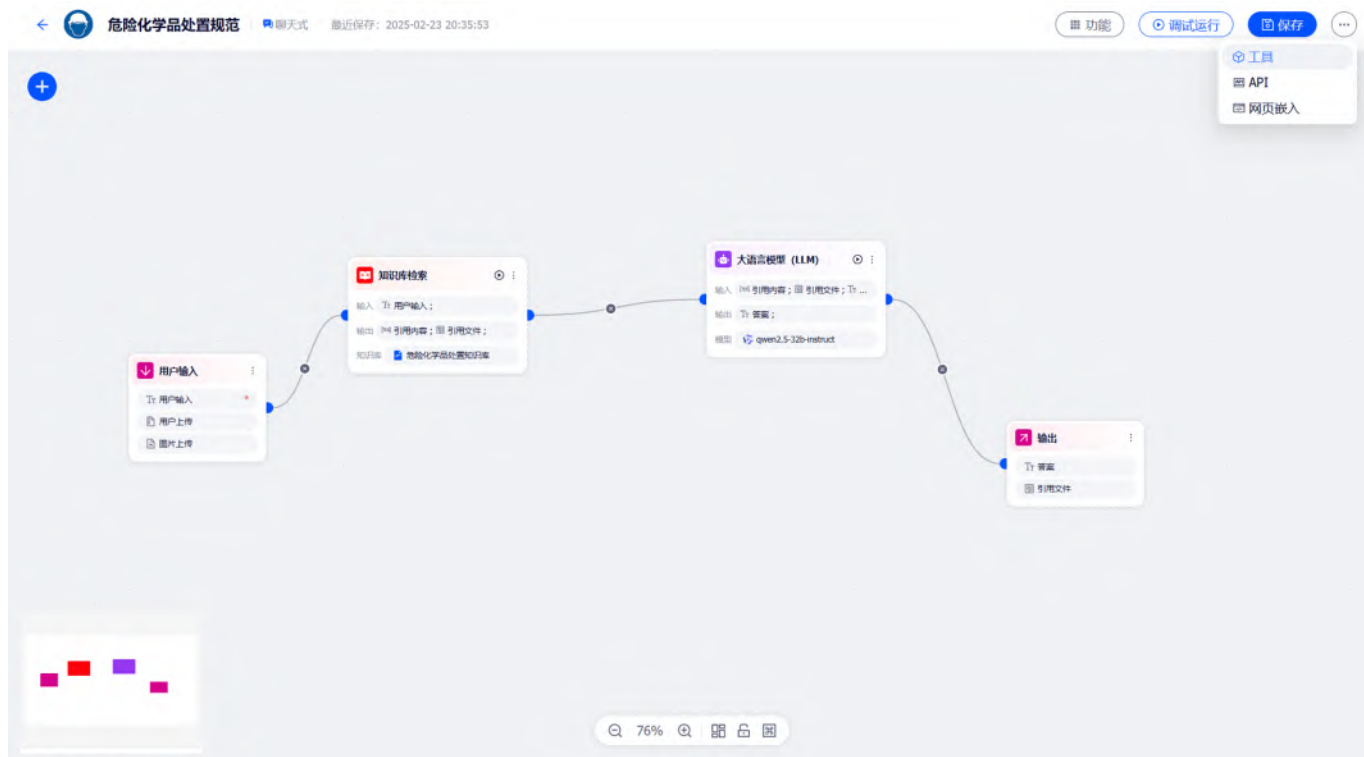 危险化学品处置规范 聊天式 最近保存：2025-02-23 20:35:53 功能 调试运行 保存
工具
API
网页嵌入
知识库检索
输入 Tr 用户输入；
输出 引用内容；引用文件；
知识库 危险化学品处置知识库
大语言模型 (LLM)
输入 引用内容；引用文件；Tr ...
输出 Tr 答案；
模型 qwen2.5-32b-instruct
用户输入
Tr 用户输入 *
用户上传
图片上传
输出
Tr 答案
引用文件
76%